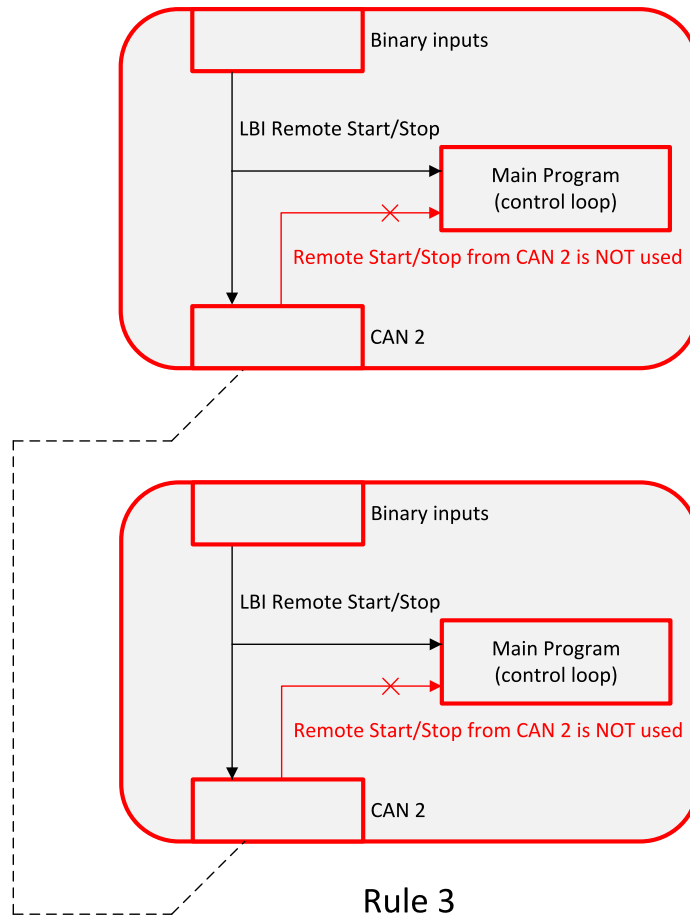 Binary inputs
LBI Remote Start/Stop
Main Program
(control loop)
Remote Start/Stop from CAN 2 is NOT used
CAN 2
Binary inputs
LBI Remote Start/Stop
Main Program
(control loop)
Remote Start/Stop from CAN 2 is NOT used
CAN 2
Rule 3